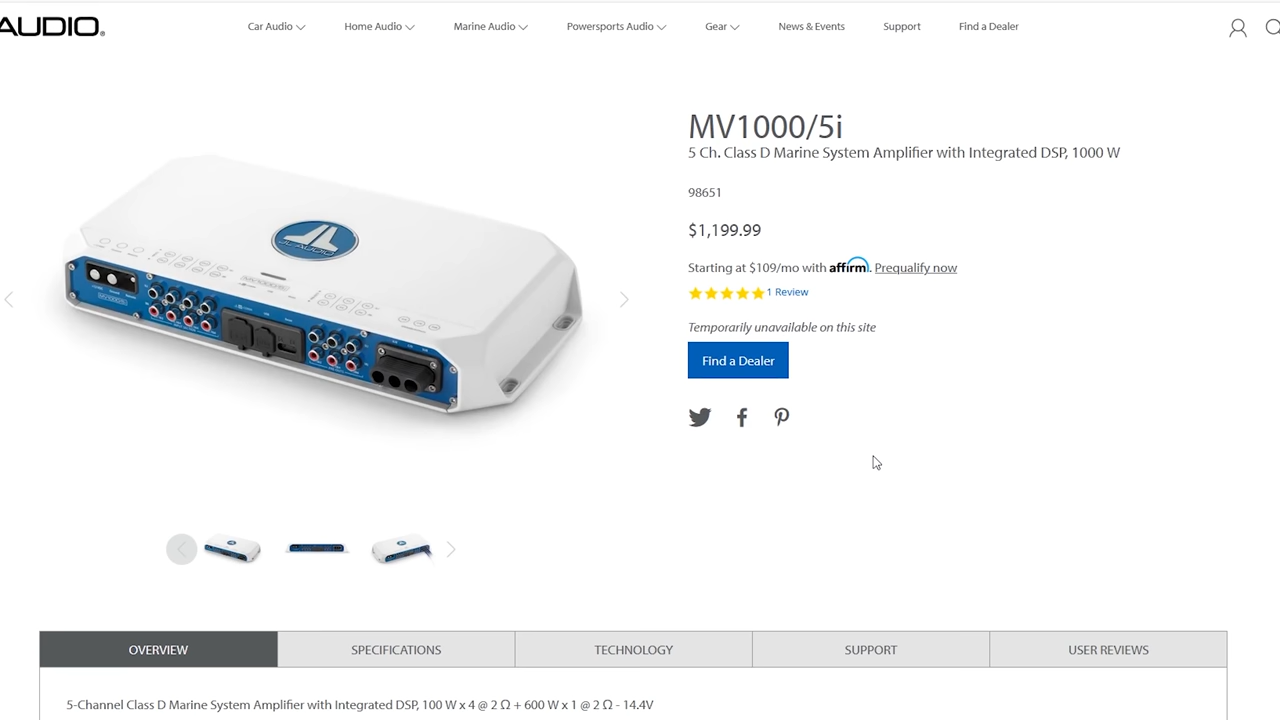 AUDIO®
Car Audio
Home Audio
Marine Audio
Powersports Audio
Gear
News & Events
Support
Find a Dealer
MV1000/5i
5 Ch. Class D Marine System Amplifier with Integrated DSP, 1000 W
98651
$1,199.99
Starting at $109/mo with affirm. Prequalify now
1 Review
Temporarily unavailable on this site
Find a Dealer
JL AUDIO
OVERVIEW
SPECIFICATIONS
TECHNOLOGY
SUPPORT
USER REVIEWS
5-Channel Class D Marine System Amplifier with Integrated DSP, 100 W x 4 @ 2 Ω + 600 W x 1 @ 2 Ω - 14.4V